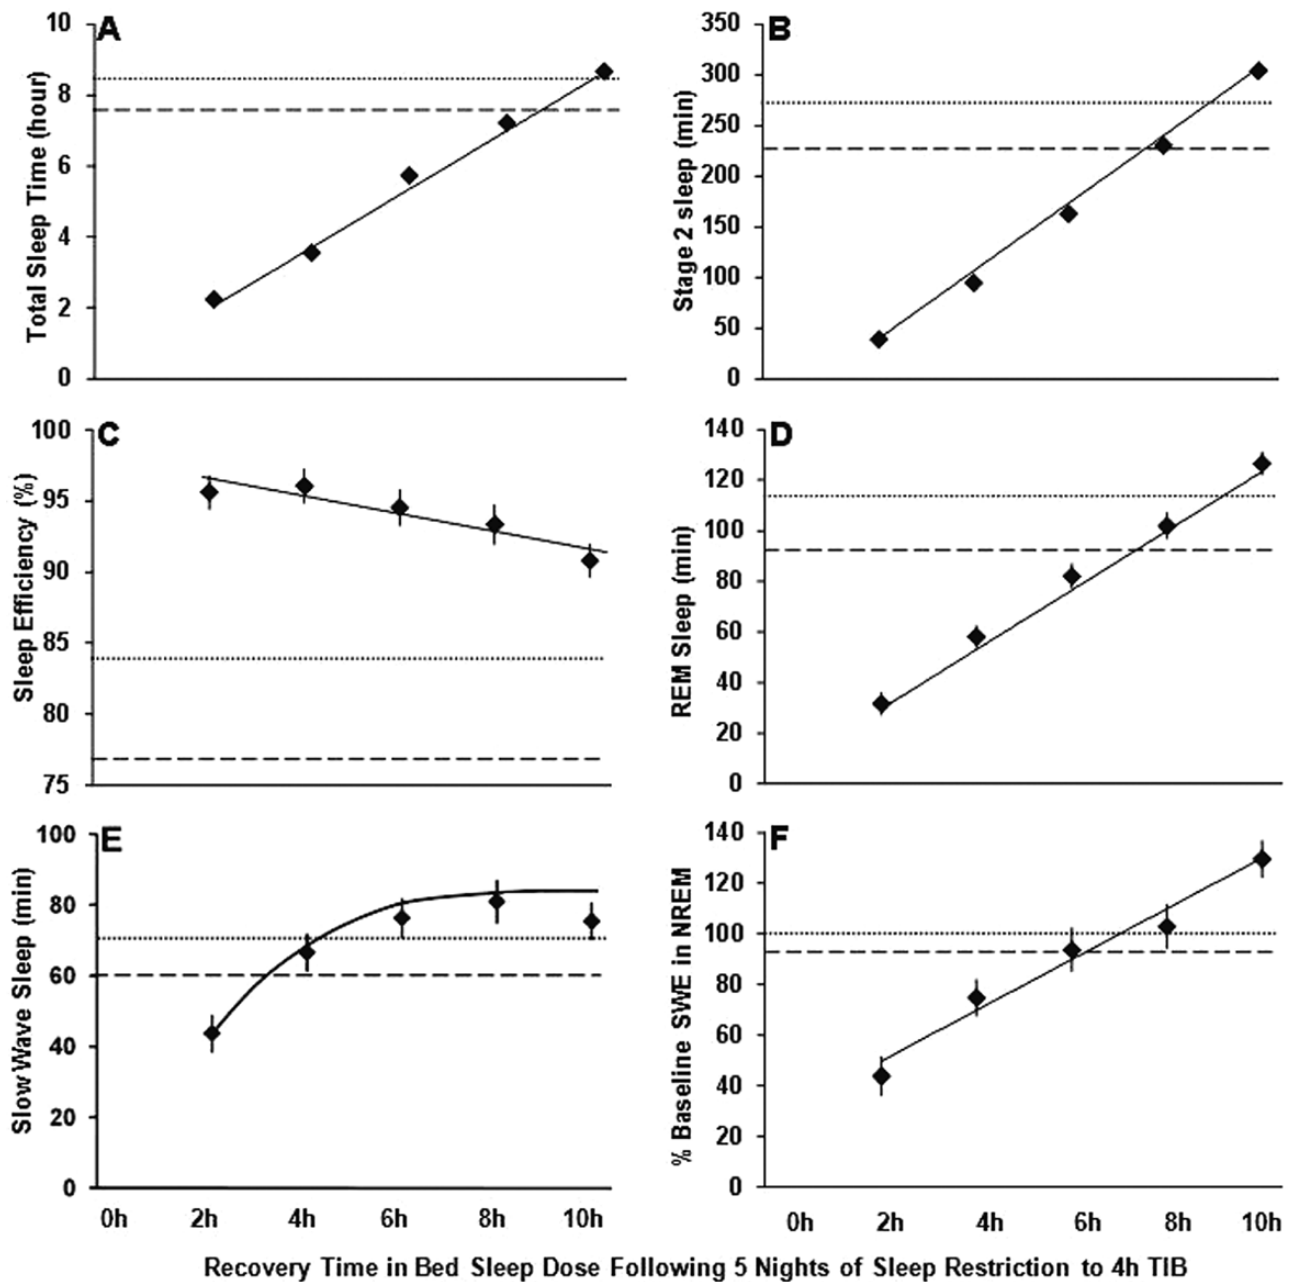 A
Total Sleep Time (hour)
10
8
6
4
2
0
B
Stage 2 sleep (min)
350
300
250
200
150
100
50
0
C
Sleep Efficiency (%)
100
95
90
85
80
75
D
REM Sleep (min)
140
120
100
80
60
40
20
0
E
Slow Wave Sleep (min)
100
80
60
40
20
0
0h 2h 4h 6h 8h 10h
F
% Baseline SWE in NREM
140
120
100
80
60
40
20
0
0h 2h 4h 6h 8h 10h
Recovery Time in Bed Sleep Dose Following 5 Nights of Sleep Restriction to 4h TIB